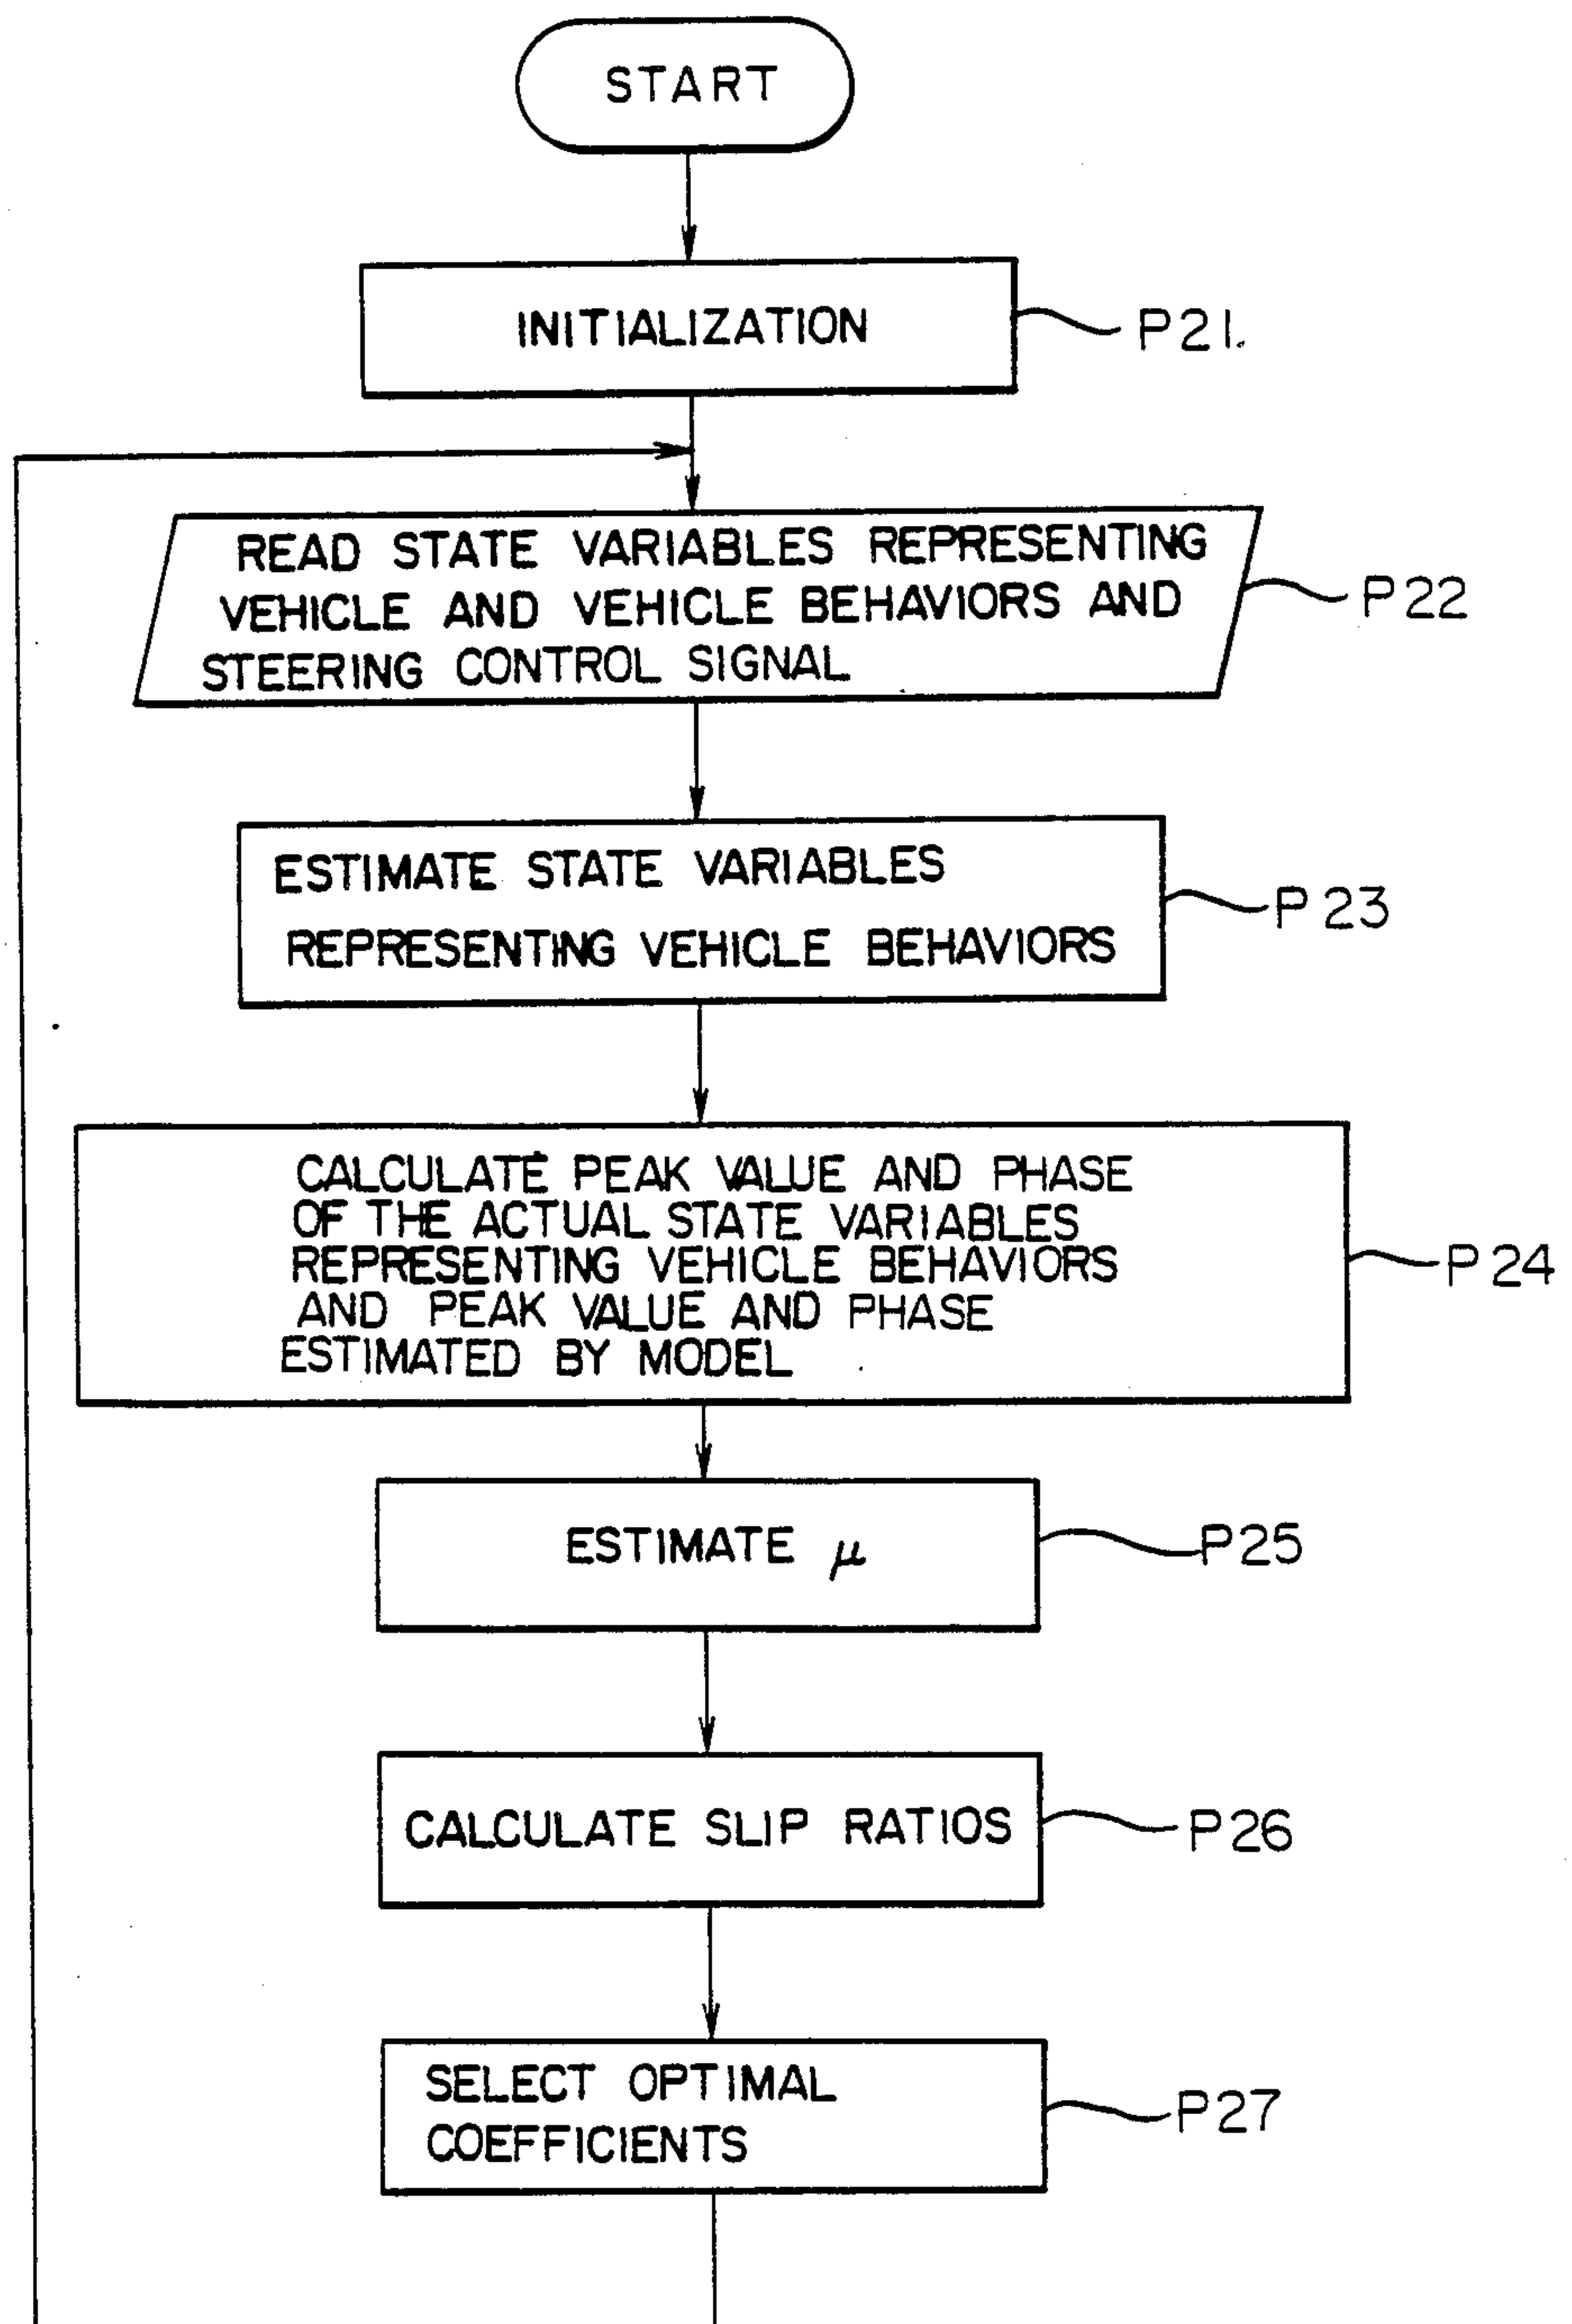 START
INITIALIZATION
P21.
READ STATE VARIABLES REPRESENTING
VEHICLE AND VEHICLE BEHAVIORS AND
STEERING CONTROL SIGNAL
P22
ESTIMATE STATE VARIABLES
REPRESENTING VEHICLE BEHAVIORS
P23
CALCULATE PEAK VALUE AND PHASE
OF THE ACTUAL STATE VARIABLES
REPRESENTING VEHICLE BEHAVIORS
AND PEAK VALUE AND PHASE
ESTIMATED BY MODEL
P24
ESTIMATE μ
P25
CALCULATE SLIP RATIOS
P26
SELECT OPTIMAL
COEFFICIENTS
P27